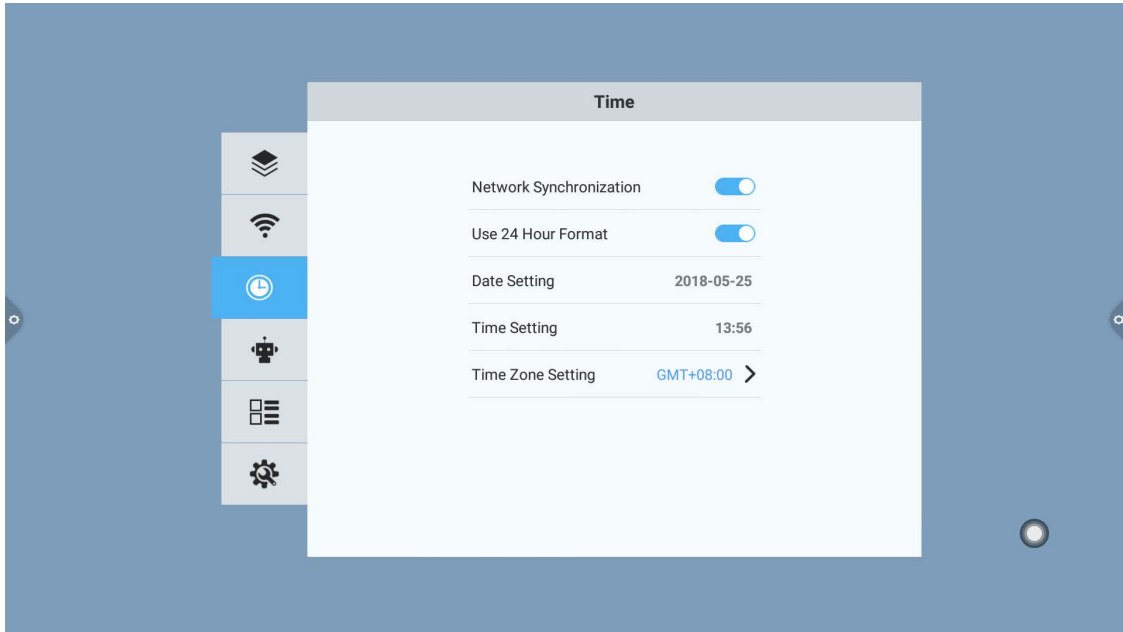 Time
Network Synchronization
Use 24 Hour Format
Date Setting 2018-05-25
Time Setting 13:56
Time Zone Setting GMT+08:00